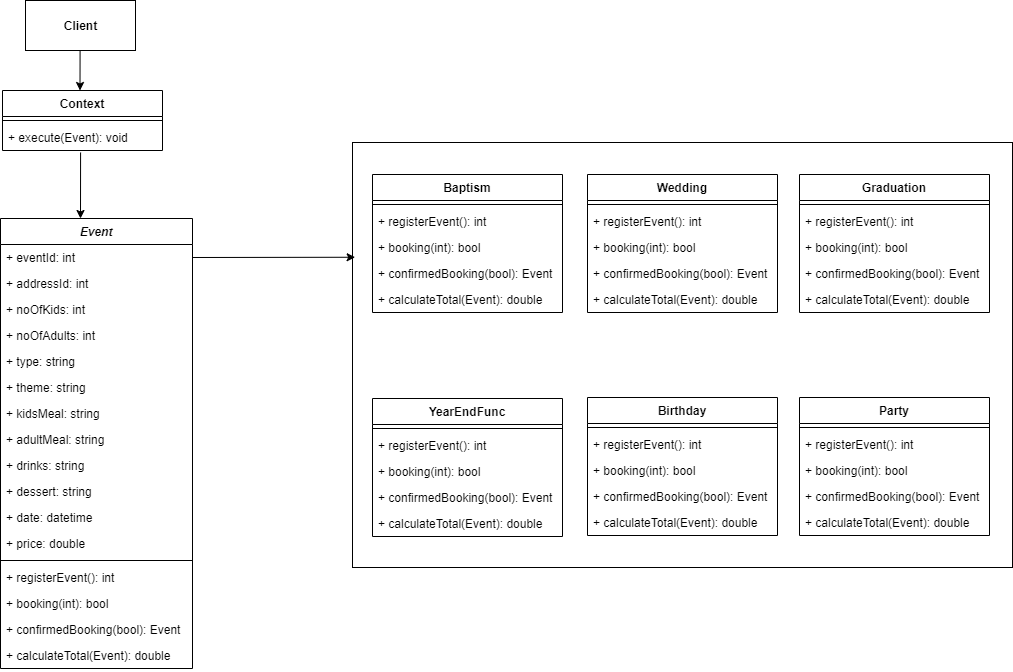 Client
Context
+ execute(Event): void
Event
+ eventId: int
+ addressId: int
+ noOfKids: int
+ noOfAdults: int
+ type: string
+ theme: string
+ kidsMeal: string
+ adultMeal: string
+ drinks: string
+ dessert: string
+ date: datetime
+ price: double
+ registerEvent(): int
+ booking(int): bool
+ confirmedBooking(bool): Event
+ calculateTotal(Event): double
Baptism
+ registerEvent(): int
+ booking(int): bool
+ confirmedBooking(bool): Event
+ calculateTotal(Event): double
Wedding
+ registerEvent(): int
+ booking(int): bool
+ confirmedBooking(bool): Event
+ calculateTotal(Event): double
Graduation
+ registerEvent(): int
+ booking(int): bool
+ confirmedBooking(bool): Event
+ calculateTotal(Event): double
YearEndFunc
+ registerEvent(): int
+ booking(int): bool
+ confirmedBooking(bool): Event
+ calculateTotal(Event): double
Birthday
+ registerEvent(): int
+ booking(int): bool
+ confirmedBooking(bool): Event
+ calculateTotal(Event): double
Party
+ registerEvent(): int
+ booking(int): bool
+ confirmedBooking(bool): Event
+ calculateTotal(Event): double